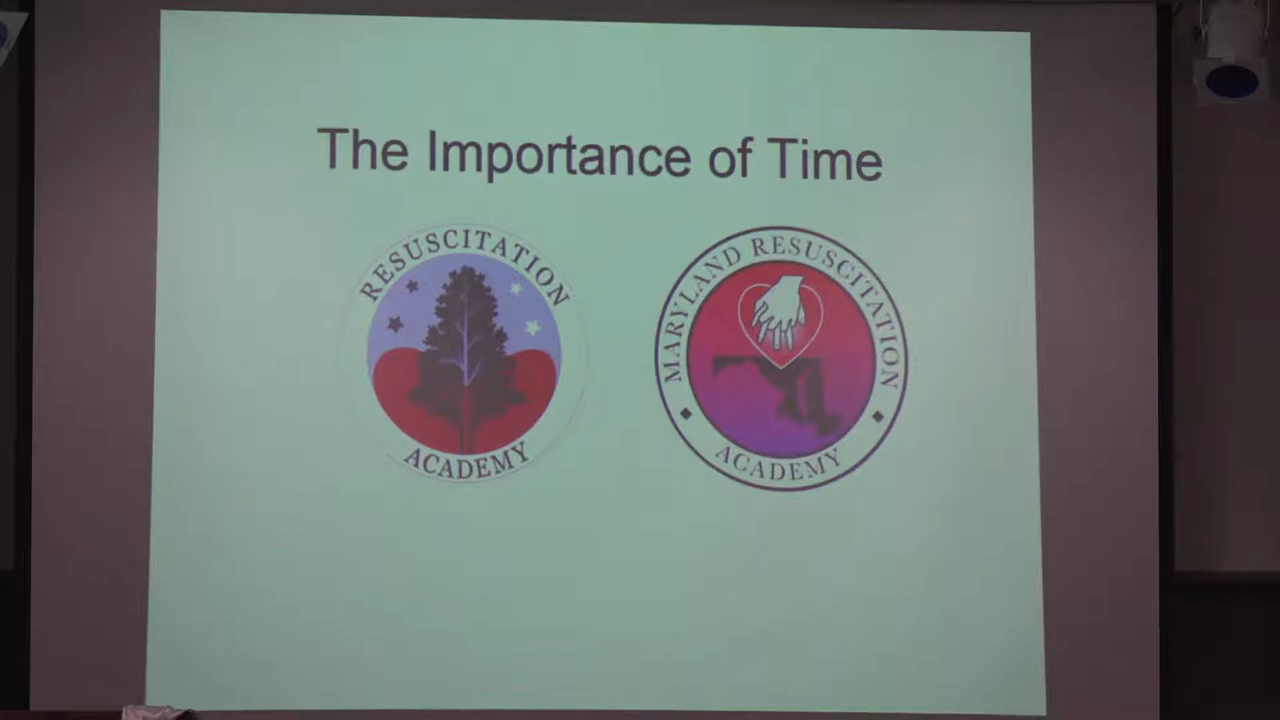 The Importance of Time
RESUSCITATION
ACADEMY
MARYLAND RESUSCITATION
ACADEMY